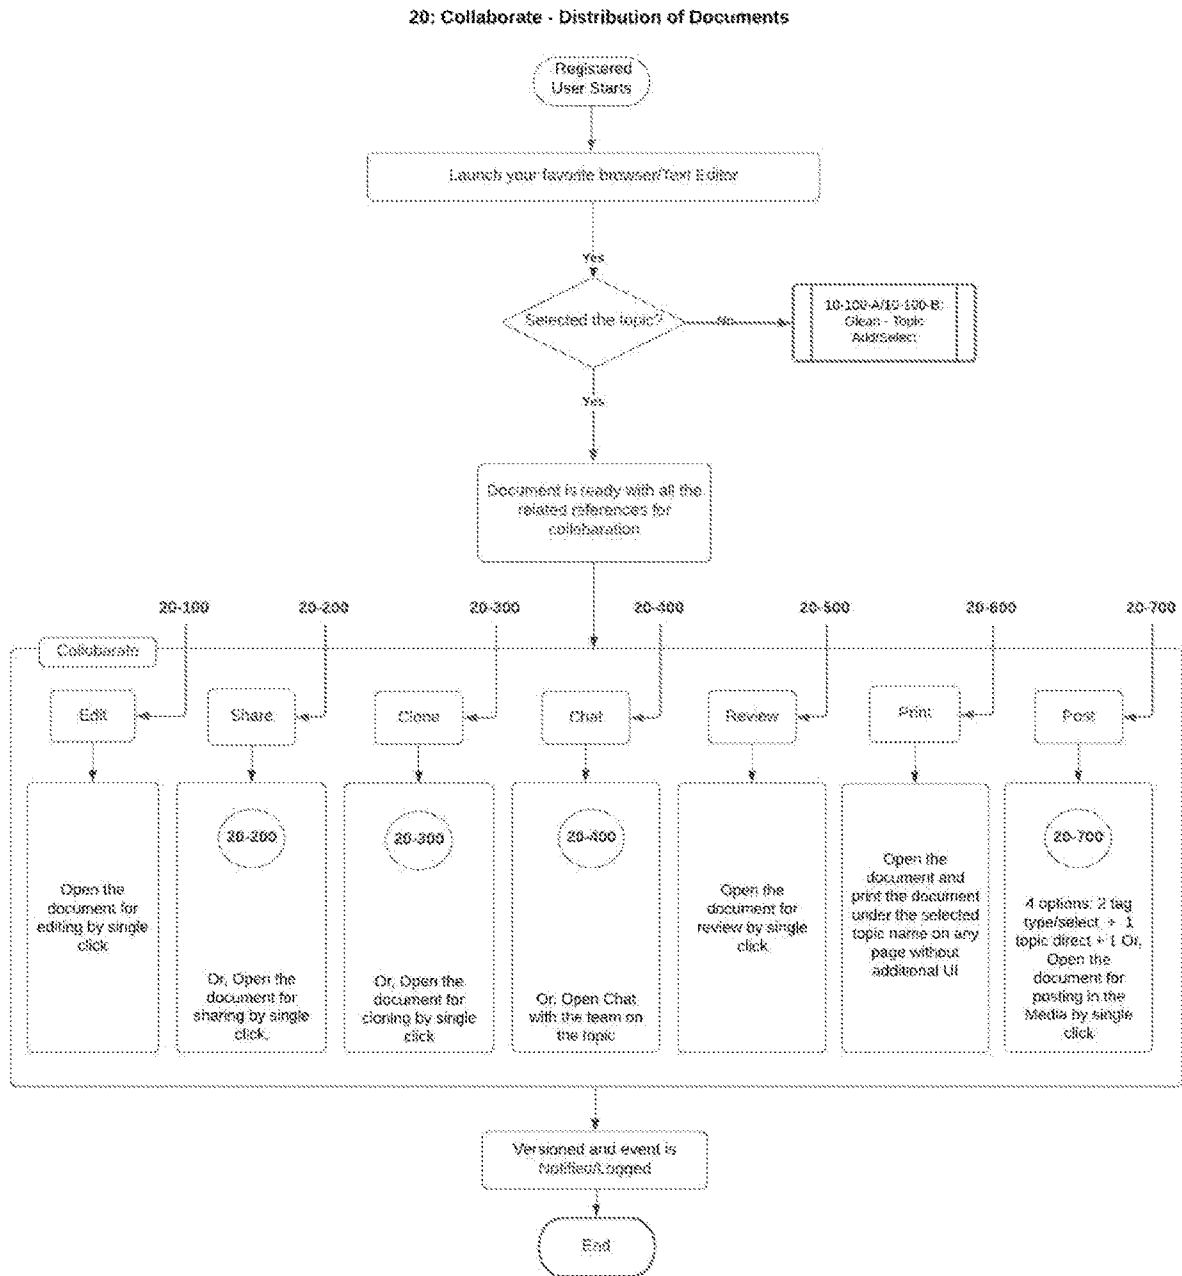 20: Collaborate - Distribution of Documents
Registered
User Starts
Launch your favorite browser/Text Editor
Yes
Selected the topic?
No
10-100-A/10-100-B:
Glean - Topic
Add/Select
Yes
Document is ready with all the
related references for
collobaration
20-100
20-200
20-300
20-400
20-500
20-600
20-700
Collobarate
Edit
Share
Clone
Chat
Review
Print
Post
Open the
document for
editing by single
click
20-200
Or, Open the
document for
sharing by single
click.
20-300
Or, Open the
document for
cloning by single
click
20-400
Or, Open Chat
with the team on
the topic
Open the
document for
review by single
click
Open the
document and
print the document
under the selected
topic name on any
page without
additional UI
20-700
4 options: 2 tag
type/select + 1
topic direct + 1 Or,
Open the
document for
posting in the
Media by single
click
Versioned and event is
Notified/Logged
End